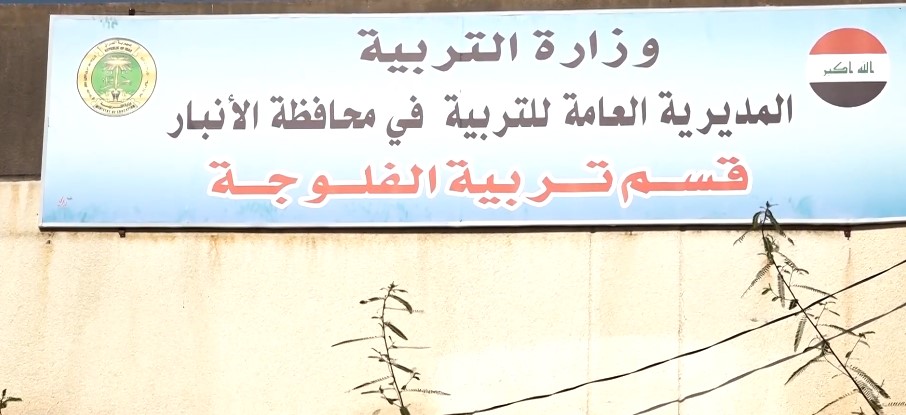 وزارة التربية
المديرية العامة للتربية في محافظة الأنبار
قسم تربية الفلوجة
الله اكبر